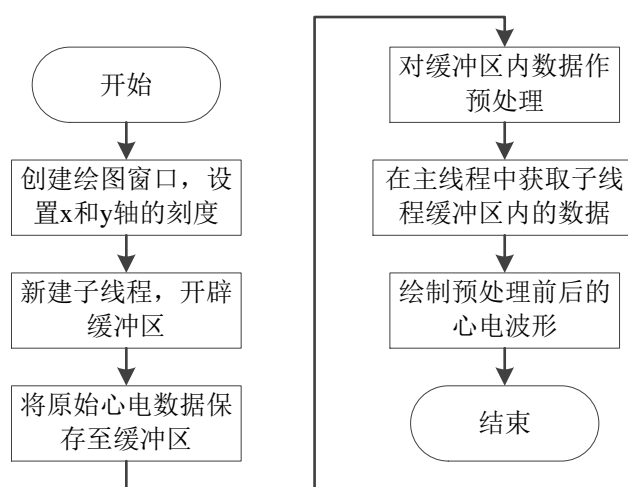 开始
创建绘图窗口，设
置x和y轴的刻度
新建子线程，开辟
缓冲区
将原始心电数据保
存至缓冲区
对缓冲区内数据作
预处理
在主线程中获取子线
程缓冲区内的数据
绘制预处理前后的
心电波形
结束